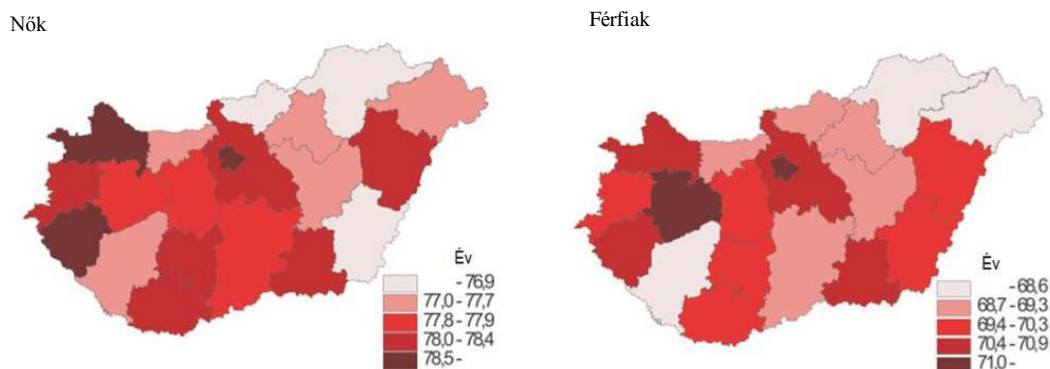 Nők
Férfiak
Év
- 76,9
77,0 - 77,7
77,8 - 77,9
78,0 - 78,4
78,5 -
Év
- 68,6
68,7 - 69,3
69,4 - 70,3
70,4 - 70,9
71,0 -